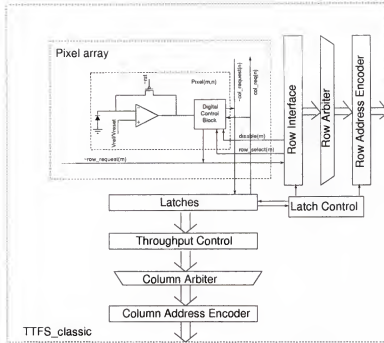 Pixel array
Pixel(m,n)
~rst
Vref/Vreset
Digital
Control
Block
~col_request(n)
col_req(n)
disable(m)
row_select(m)
~row_request(m)
Row Interface
Row Arbiter
Row Address Encoder
Latches
Latch Control
Throughput Control
Column Arbiter
Column Address Encoder
TTFS_classic